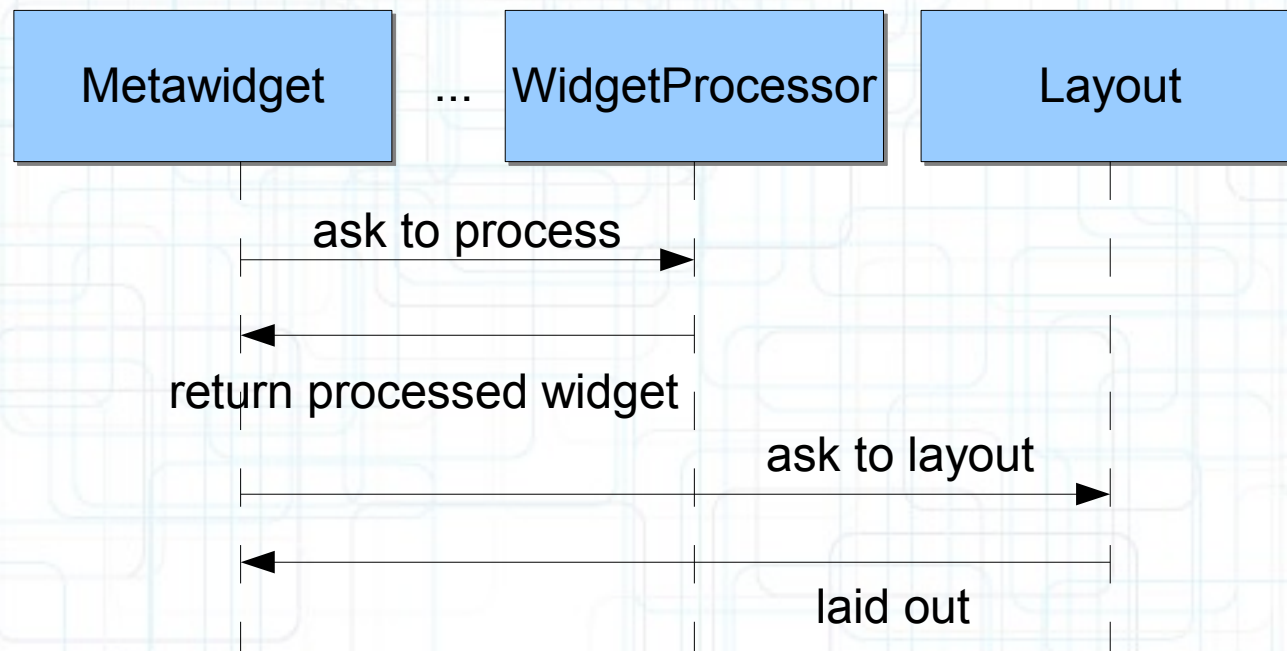 Metawidget ... WidgetProcessor Layout
ask to process
return processed widget
ask to layout
laid out